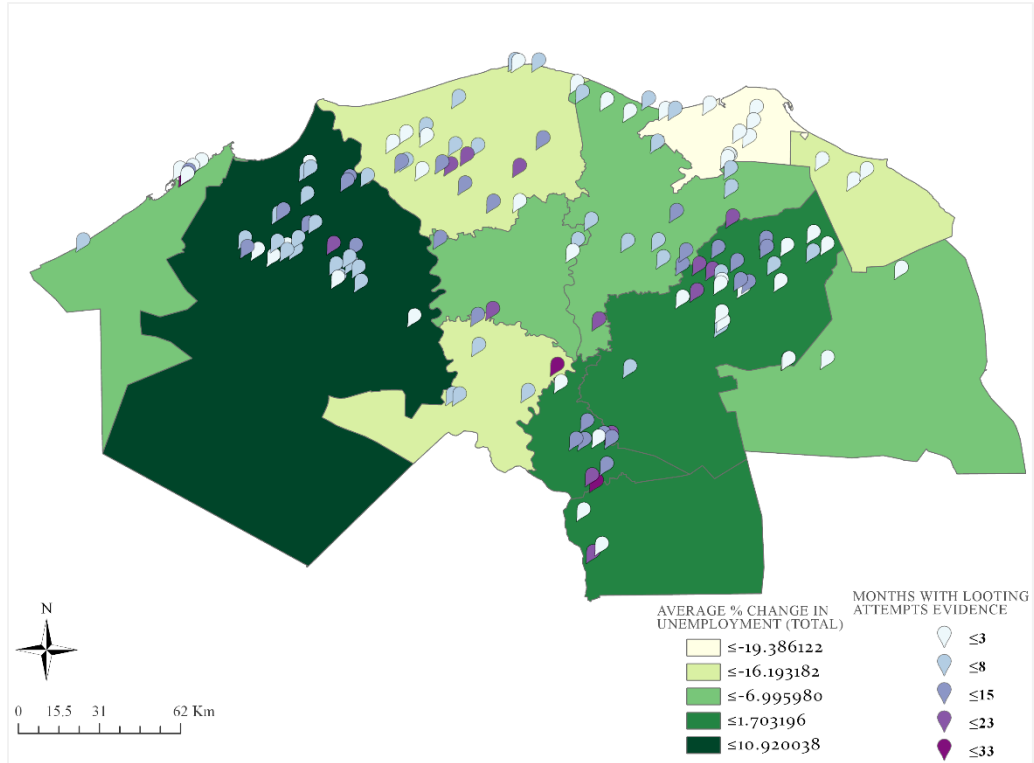 N
0 15.5 31 62 Km
AVERAGE % CHANGE IN
UNEMPLOYMENT (TOTAL)
≤-19.386122
≤-16.193182
≤-6.995980
≤1.703196
≤10.920038
MONTHS WITH LOOTING
ATTEMPTS EVIDENCE
≤3
≤8
≤15
≤23
≤33